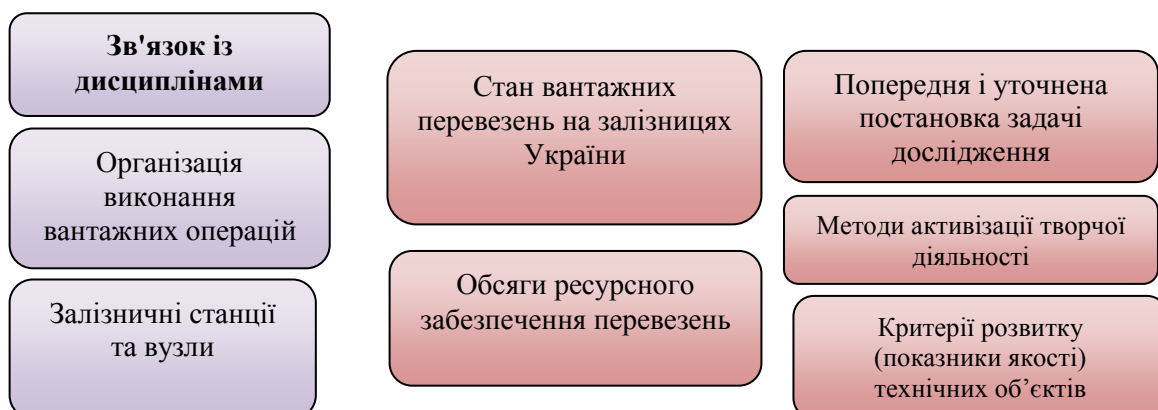 Зв'язок із
дисциплінами
Організація
виконання
вантажних операцій
Залізничні станції
та вузли
Стан вантажних
перевезень на залізницях
України
Обсяги ресурсного
забезпечення перевезень
Попередня і уточнена
постановка задачі
дослідження
Методи активізації творчої
діяльності
Критерії розвитку
(показники якості)
технічних об’єктів